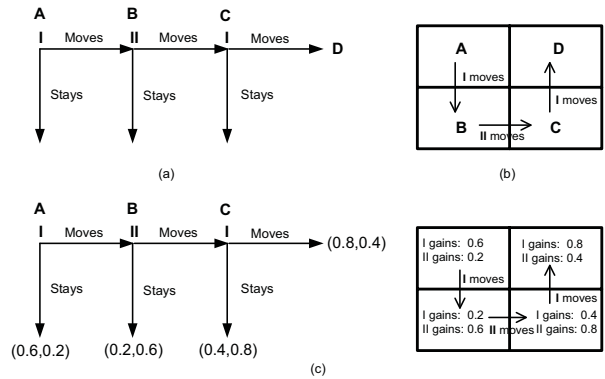 A B C
I Moves II Moves I Moves D
Stays Stays Stays
(a)
A D
I moves I moves
B II moves C
(b)
A B C
I Moves II Moves I Moves (0.8,0.4)
Stays Stays Stays
(0.6,0.2) (0.2,0.6) (0.4,0.8)
I gains: 0.6 I gains: 0.8
II gains: 0.2 II gains: 0.4
I moves I moves
I gains: 0.2 I gains: 0.4
II gains: 0.6 II moves II gains: 0.8
(c)